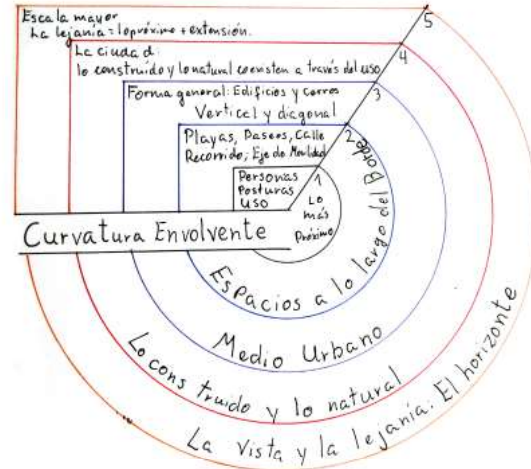 Escala mayor
La lejanía = lo próximo + extensión.
La ciudad:
lo construido y lo natural coexisten a través del uso
Forma general: Edificios y cerros
Vertical y diagonal
Playas, Paseos, Calle
Recorrido; Eje de Movilidad
Personas
Posturas
uso
Curvatura Envolvente
1
Lo
más
Próximo
2
Espacios a lo largo del Borde
3
Medio Urbano
4
Lo construido y lo natural
5
La vista y la lejanía. El horizonte